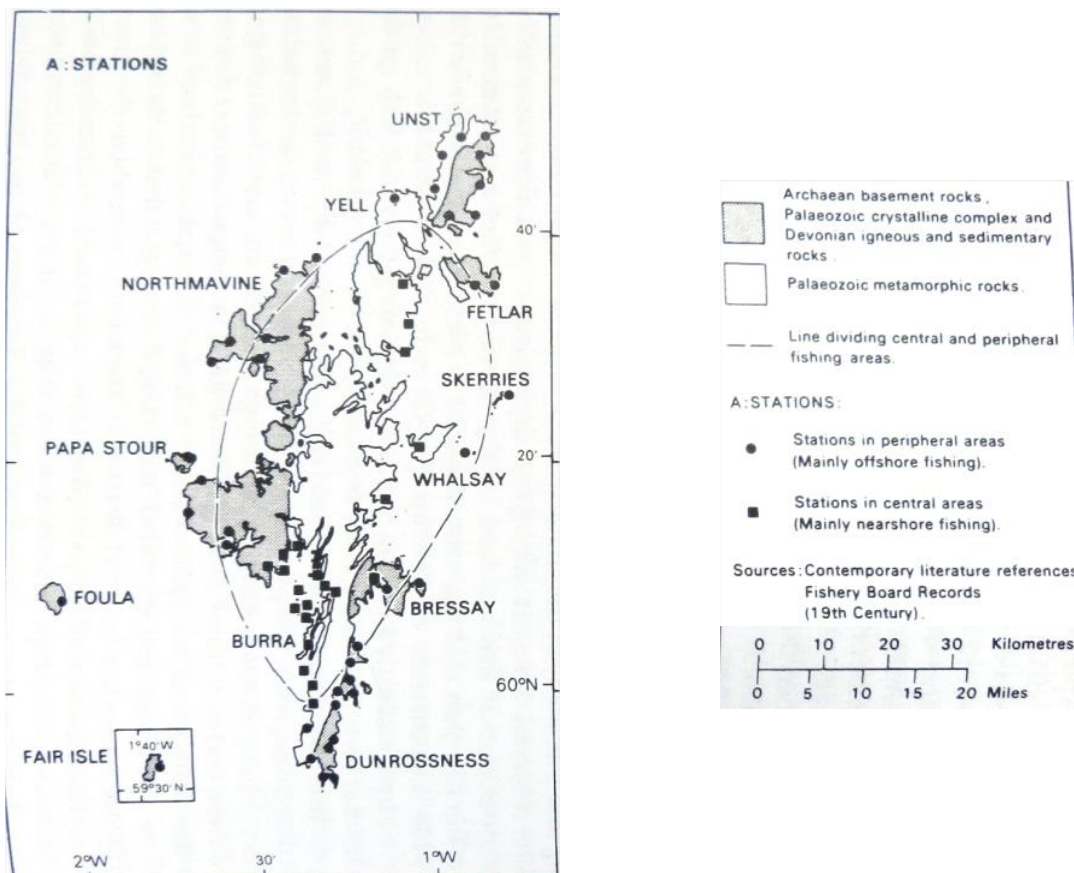 A: STATIONS
UNST
YELL
40'
NORTHMAVINE
FETLAR
SKERRIES
PAPA STOUR
20'
WHALSAY
FOULA
BRESSAY
BURRA
60°N
FAIR ISLE
1°40' W
59°30' N
DUNROSSNESS
2°W
30'
1°W
Archaean basement rocks,
Palaeozoic crystalline complex and
Devonian igneous and sedimentary
rocks.
Palaeozoic metamorphic rocks.
Line dividing central and peripheral
fishing areas.
A:STATIONS:
Stations in peripheral areas
(Mainly offshore fishing).
Stations in central areas
(Mainly nearshore fishing).
Sources: Contemporary literature references
Fishery Board Records
(19th Century).
0 10 20 30 Kilometres
0 5 10 15 20 Miles